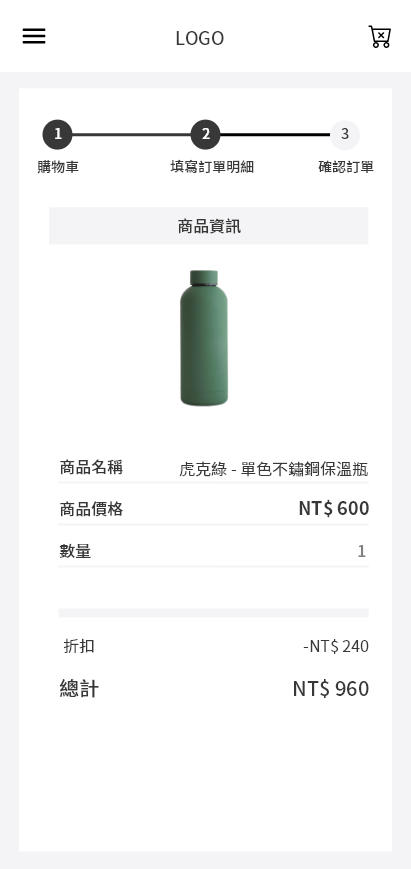 LOGO
1 2 3
購物車 填寫訂單明細 確認訂單
商品資訊
商品名稱 虎克綠 - 單色不鏽鋼保溫瓶
商品價格 NT$ 600
數量 1
折扣 -NT$ 240
總計 NT$ 960